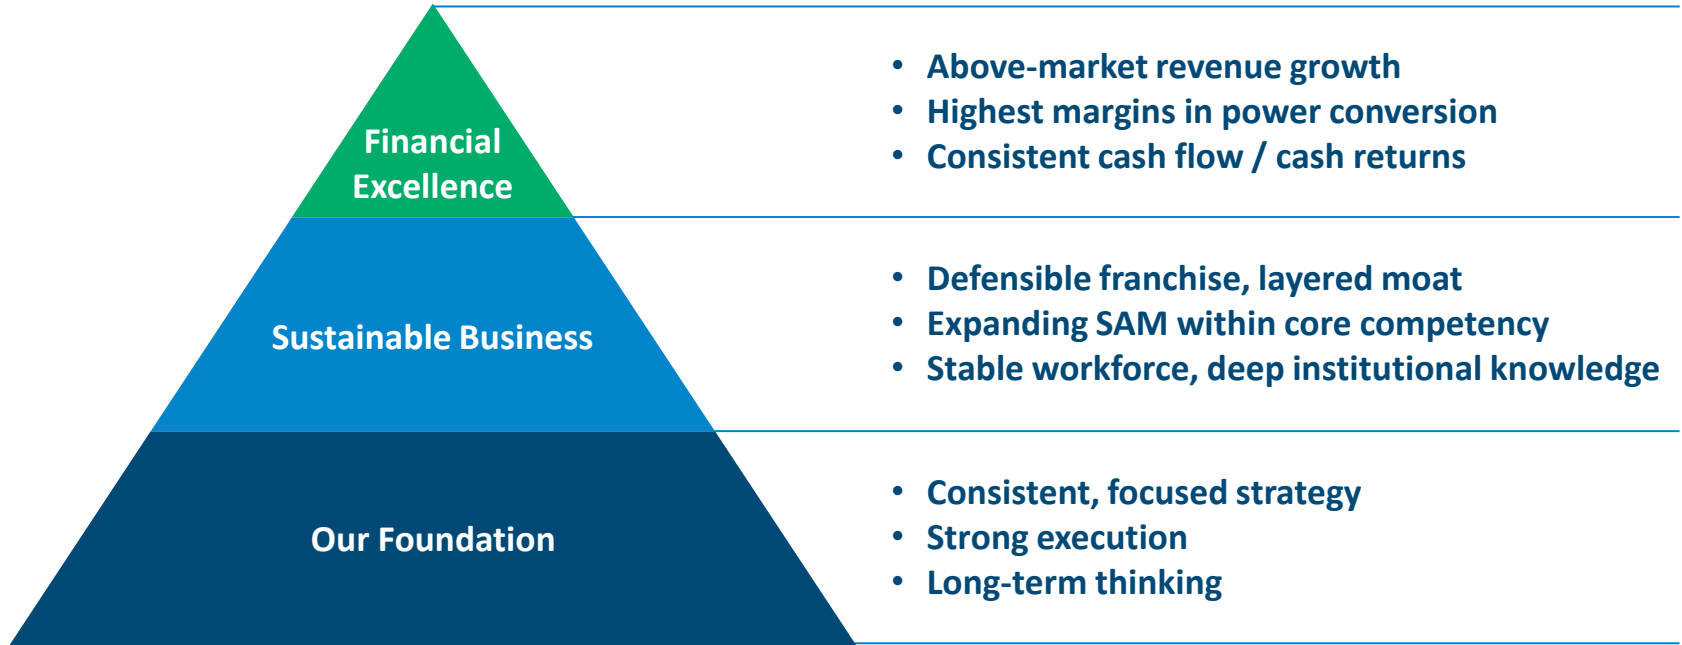 Financial
Excellence
• Above-market revenue growth
• Highest margins in power conversion
• Consistent cash flow / cash returns
Sustainable Business
• Defensible franchise, layered moat
• Expanding SAM within core competency
• Stable workforce, deep institutional knowledge
Our Foundation
• Consistent, focused strategy
• Strong execution
• Long-term thinking